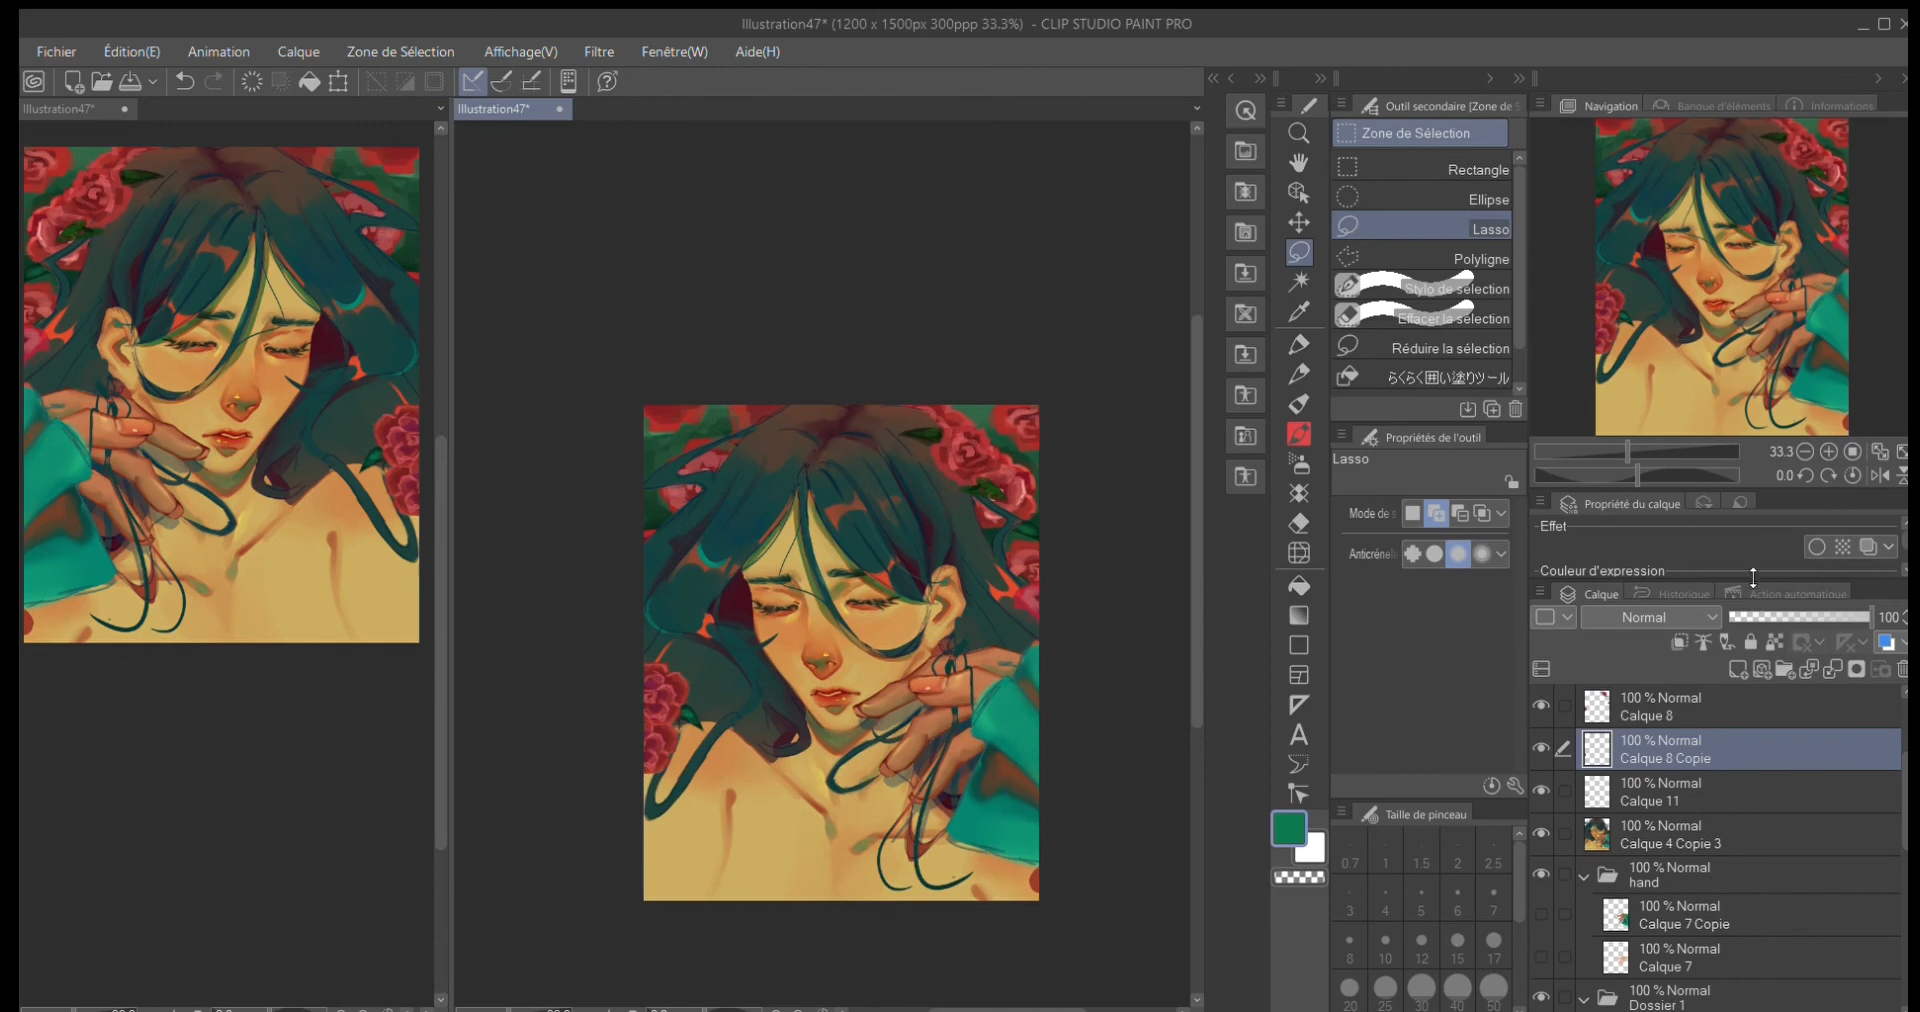 Illustration47* (1200 x 1500px 300ppp 33.3%) - CLIP STUDIO PAINT PRO
Fichier Édition(E) Animation Calque Zone de Sélection Affichage(V) Filtre Fenêtre(W) Aide(H)
Illustration47*
Illustration47*
Outil secondaire [Zone de S
Zone de Sélection
Rectangle
Ellipse
Lasso
Polyligne
Stylo de sélection
Effacer la sélection
Réduire la sélection
らくらく囲い塗りツール
Propriétés de l'outil
Lasso
Mode de s
Anticrénela
Taille de pinceau
0.7 1 1.5 2 2.5
3 4 5 6 7
8 10 12 15 17
20 25 30 40 50
Navigation Banque d'éléments Informations
33.3
0.0
Propriété du calque
Effet
Couleur d'expression
Calque Historique Action automatique
Normal 100
100 % Normal
Calque 8
100 % Normal
Calque 8 Copie
100 % Normal
Calque 11
100 % Normal
Calque 4 Copie 3
100 % Normal
hand
100 % Normal
Calque 7 Copie
100 % Normal
Calque 7
100 % Normal
Dossier 1